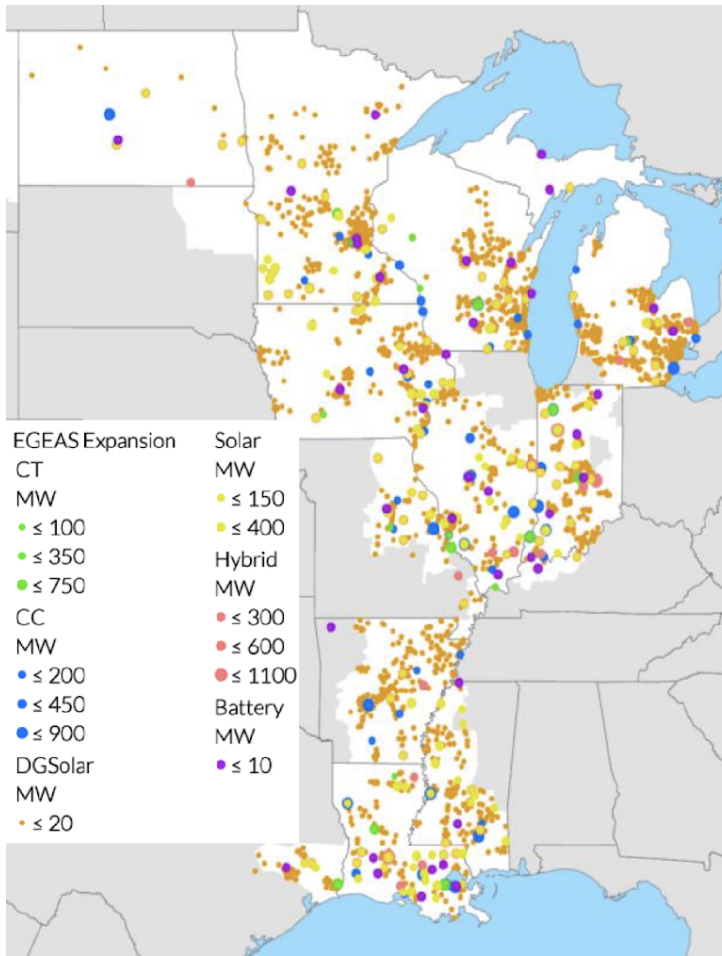 EGEAS Expansion
CT
MW
≤ 100
≤ 350
≤ 750
CC
MW
≤ 200
≤ 450
≤ 900
DGSolar
MW
≤ 20
Solar
MW
≤ 150
≤ 400
Hybrid
MW
≤ 300
≤ 600
≤ 1100
Battery
MW
≤ 10